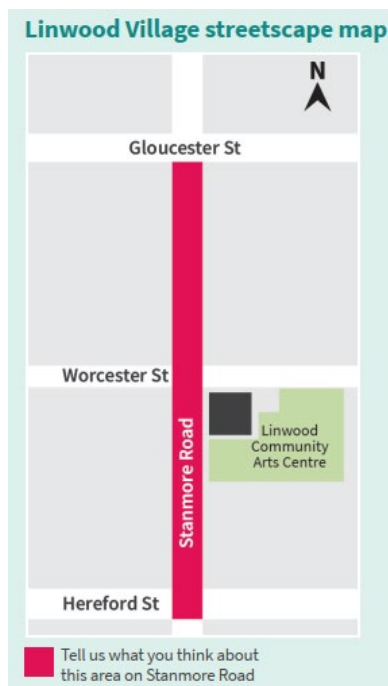 Linwood Village streetscape map
N
Gloucester St
Worcester St
Stanmore Road
Linwood
Community
Arts Centre
Hereford St
Tell us what you think about
this area on Stanmore Road